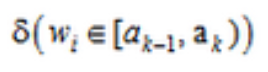 δ(w_i ∈ [a_{k-1}, a_k))